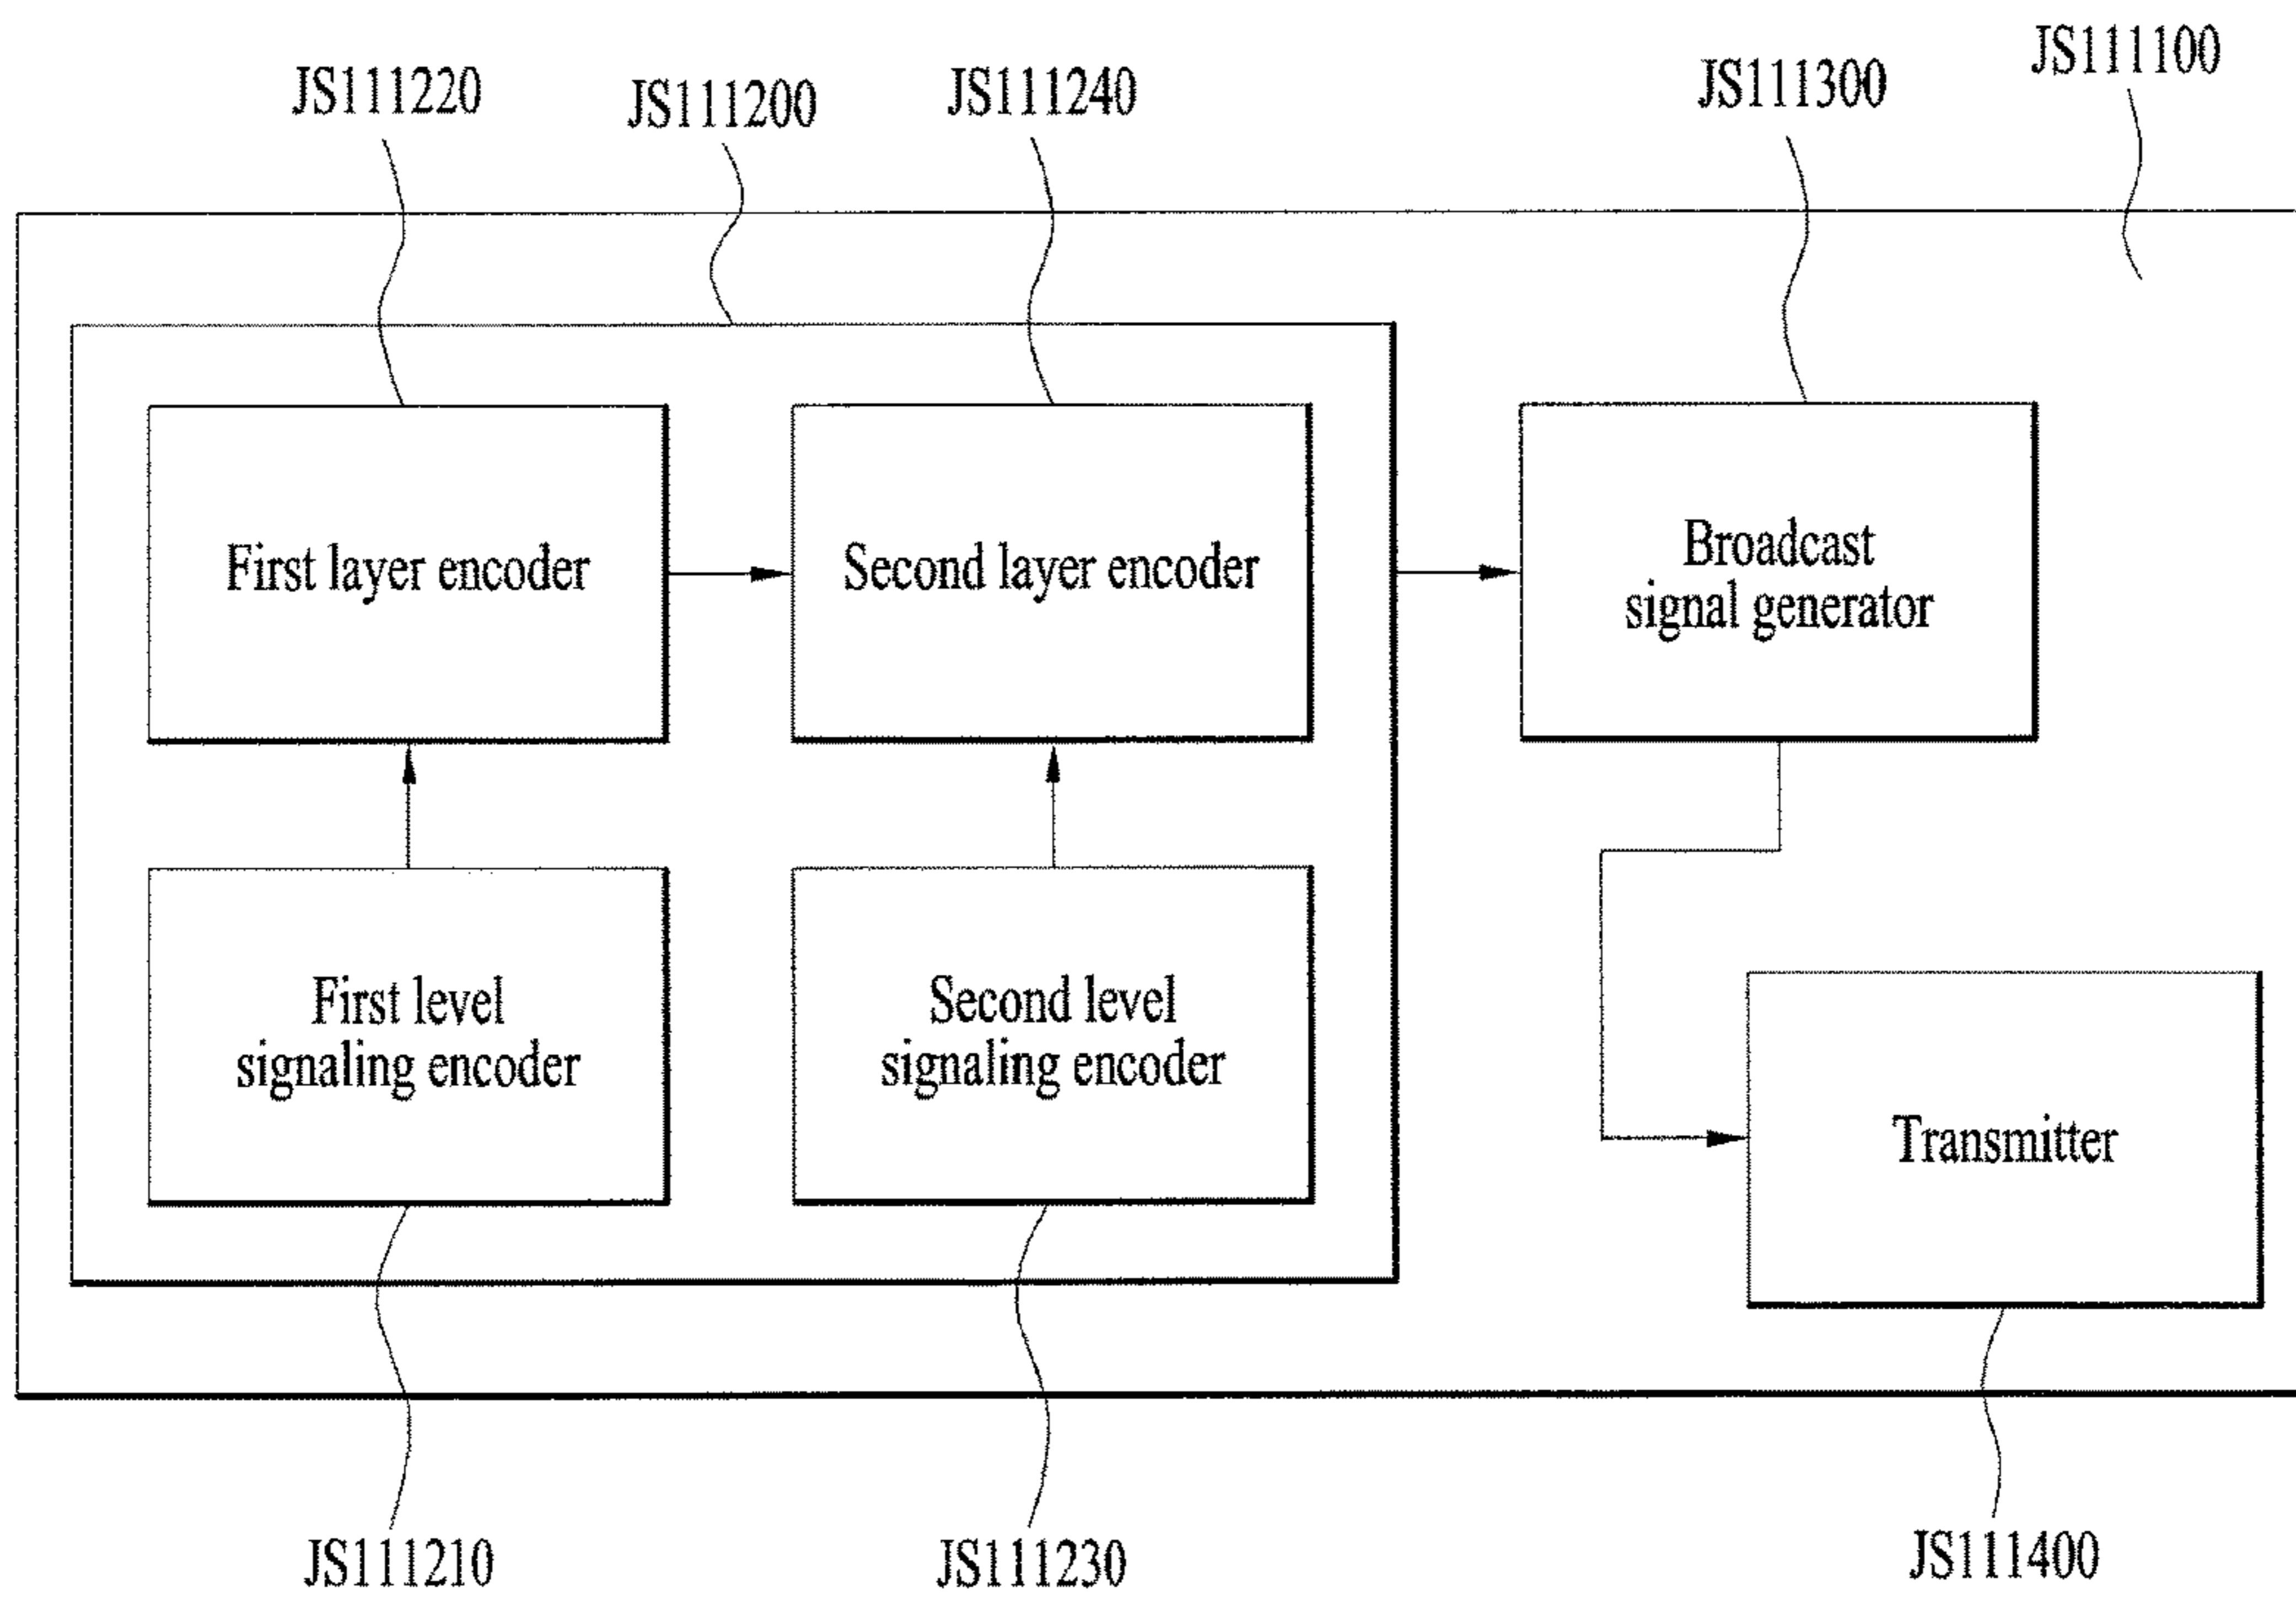 JS111100
JS111220
JS111200
JS111240
JS111300
First layer encoder
Second layer encoder
Broadcast
signal generator
First level
signaling encoder
Second level
signaling encoder
Transmitter
JS111210
JS111230
JS111400